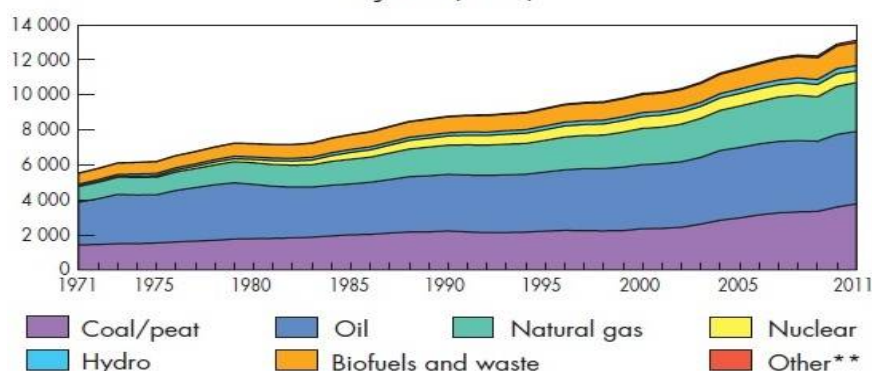 14 000
12 000
10 000
8 000
6 000
4 000
2 000
0
1971 1975 1980 1985 1990 1995 2000 2005 2011
Coal/peat Oil Natural gas Nuclear
Hydro Biofuels and waste Other**